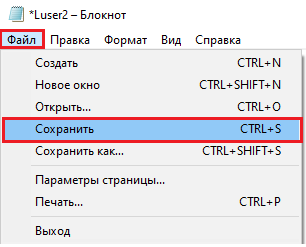 *Luser2 – Блокнот
Файл Правка Формат Вид Справка
Создать CTRL+N
Новое окно CTRL+SHIFT+N
Открыть... CTRL+O
Сохранить CTRL+S
Сохранить как... CTRL+SHIFT+S
Параметры страницы...
Печать... CTRL+P
Выход